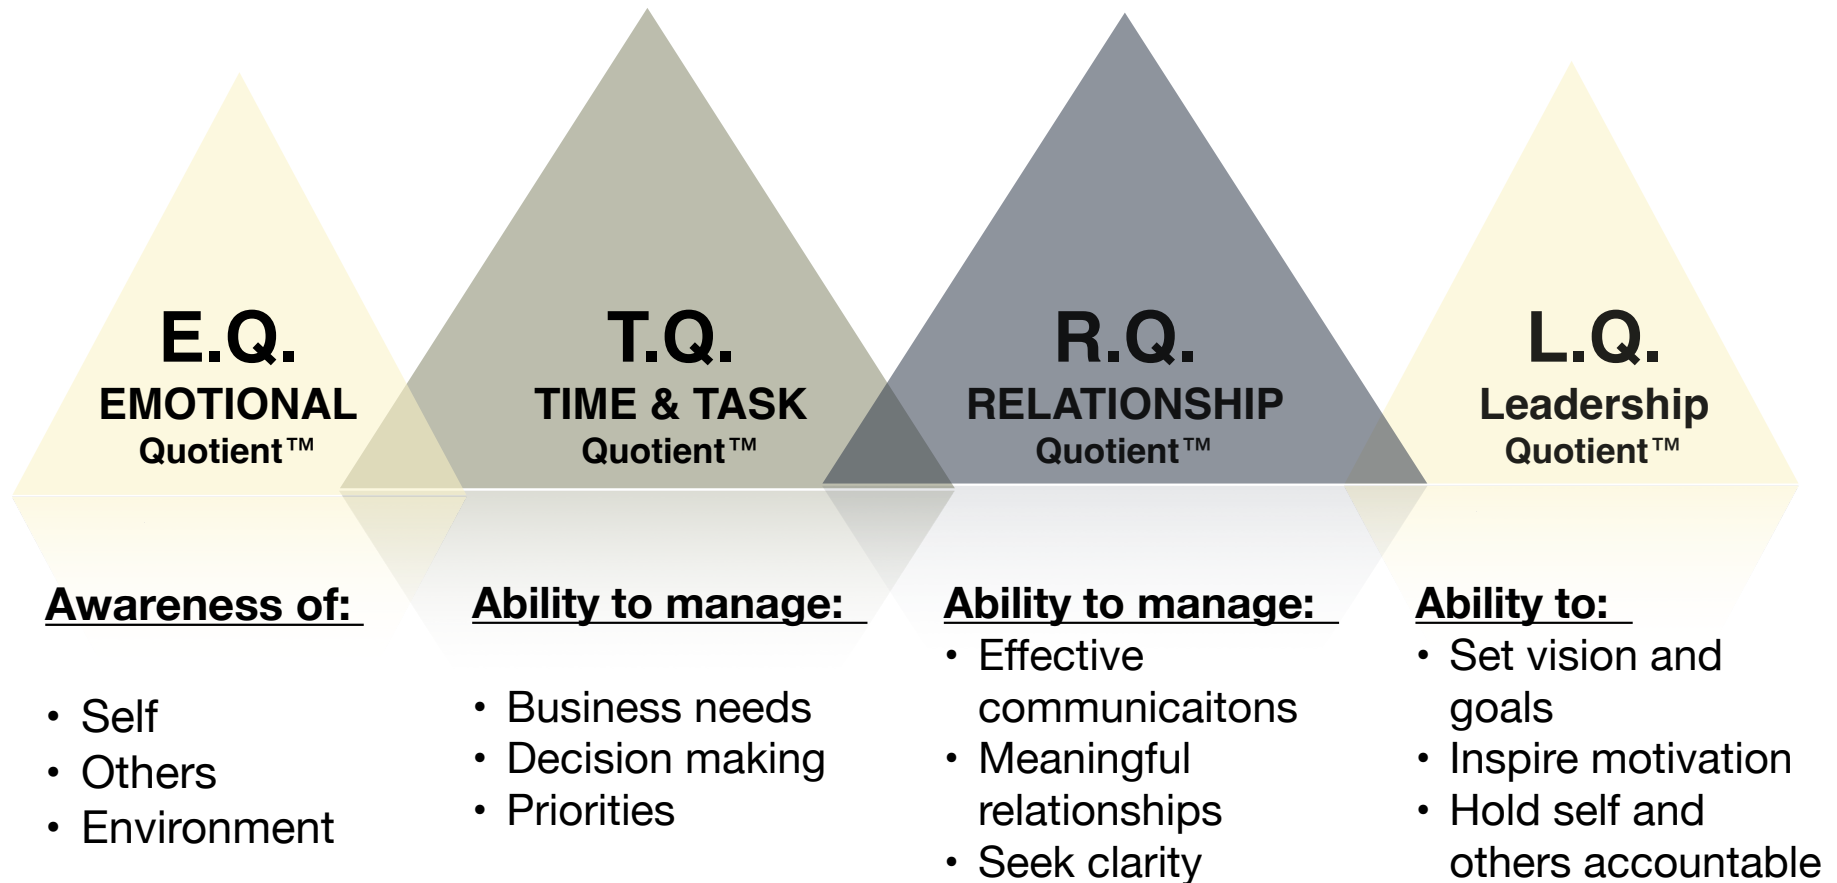 E.Q.
EMOTIONAL
Quotient™
T.Q.
TIME & TASK
Quotient™
R.Q.
RELATIONSHIP
Quotient™
L.Q.
Leadership
Quotient™
Awareness of:
• Self
• Others
• Environment
Ability to manage:
• Business needs
• Decision making
• Priorities
Ability to manage:
• Effective
communicaitons
• Meaningful
relationships
• Seek clarity
Ability to:
• Set vision and
goals
• Inspire motivation
• Hold self and
others accountable